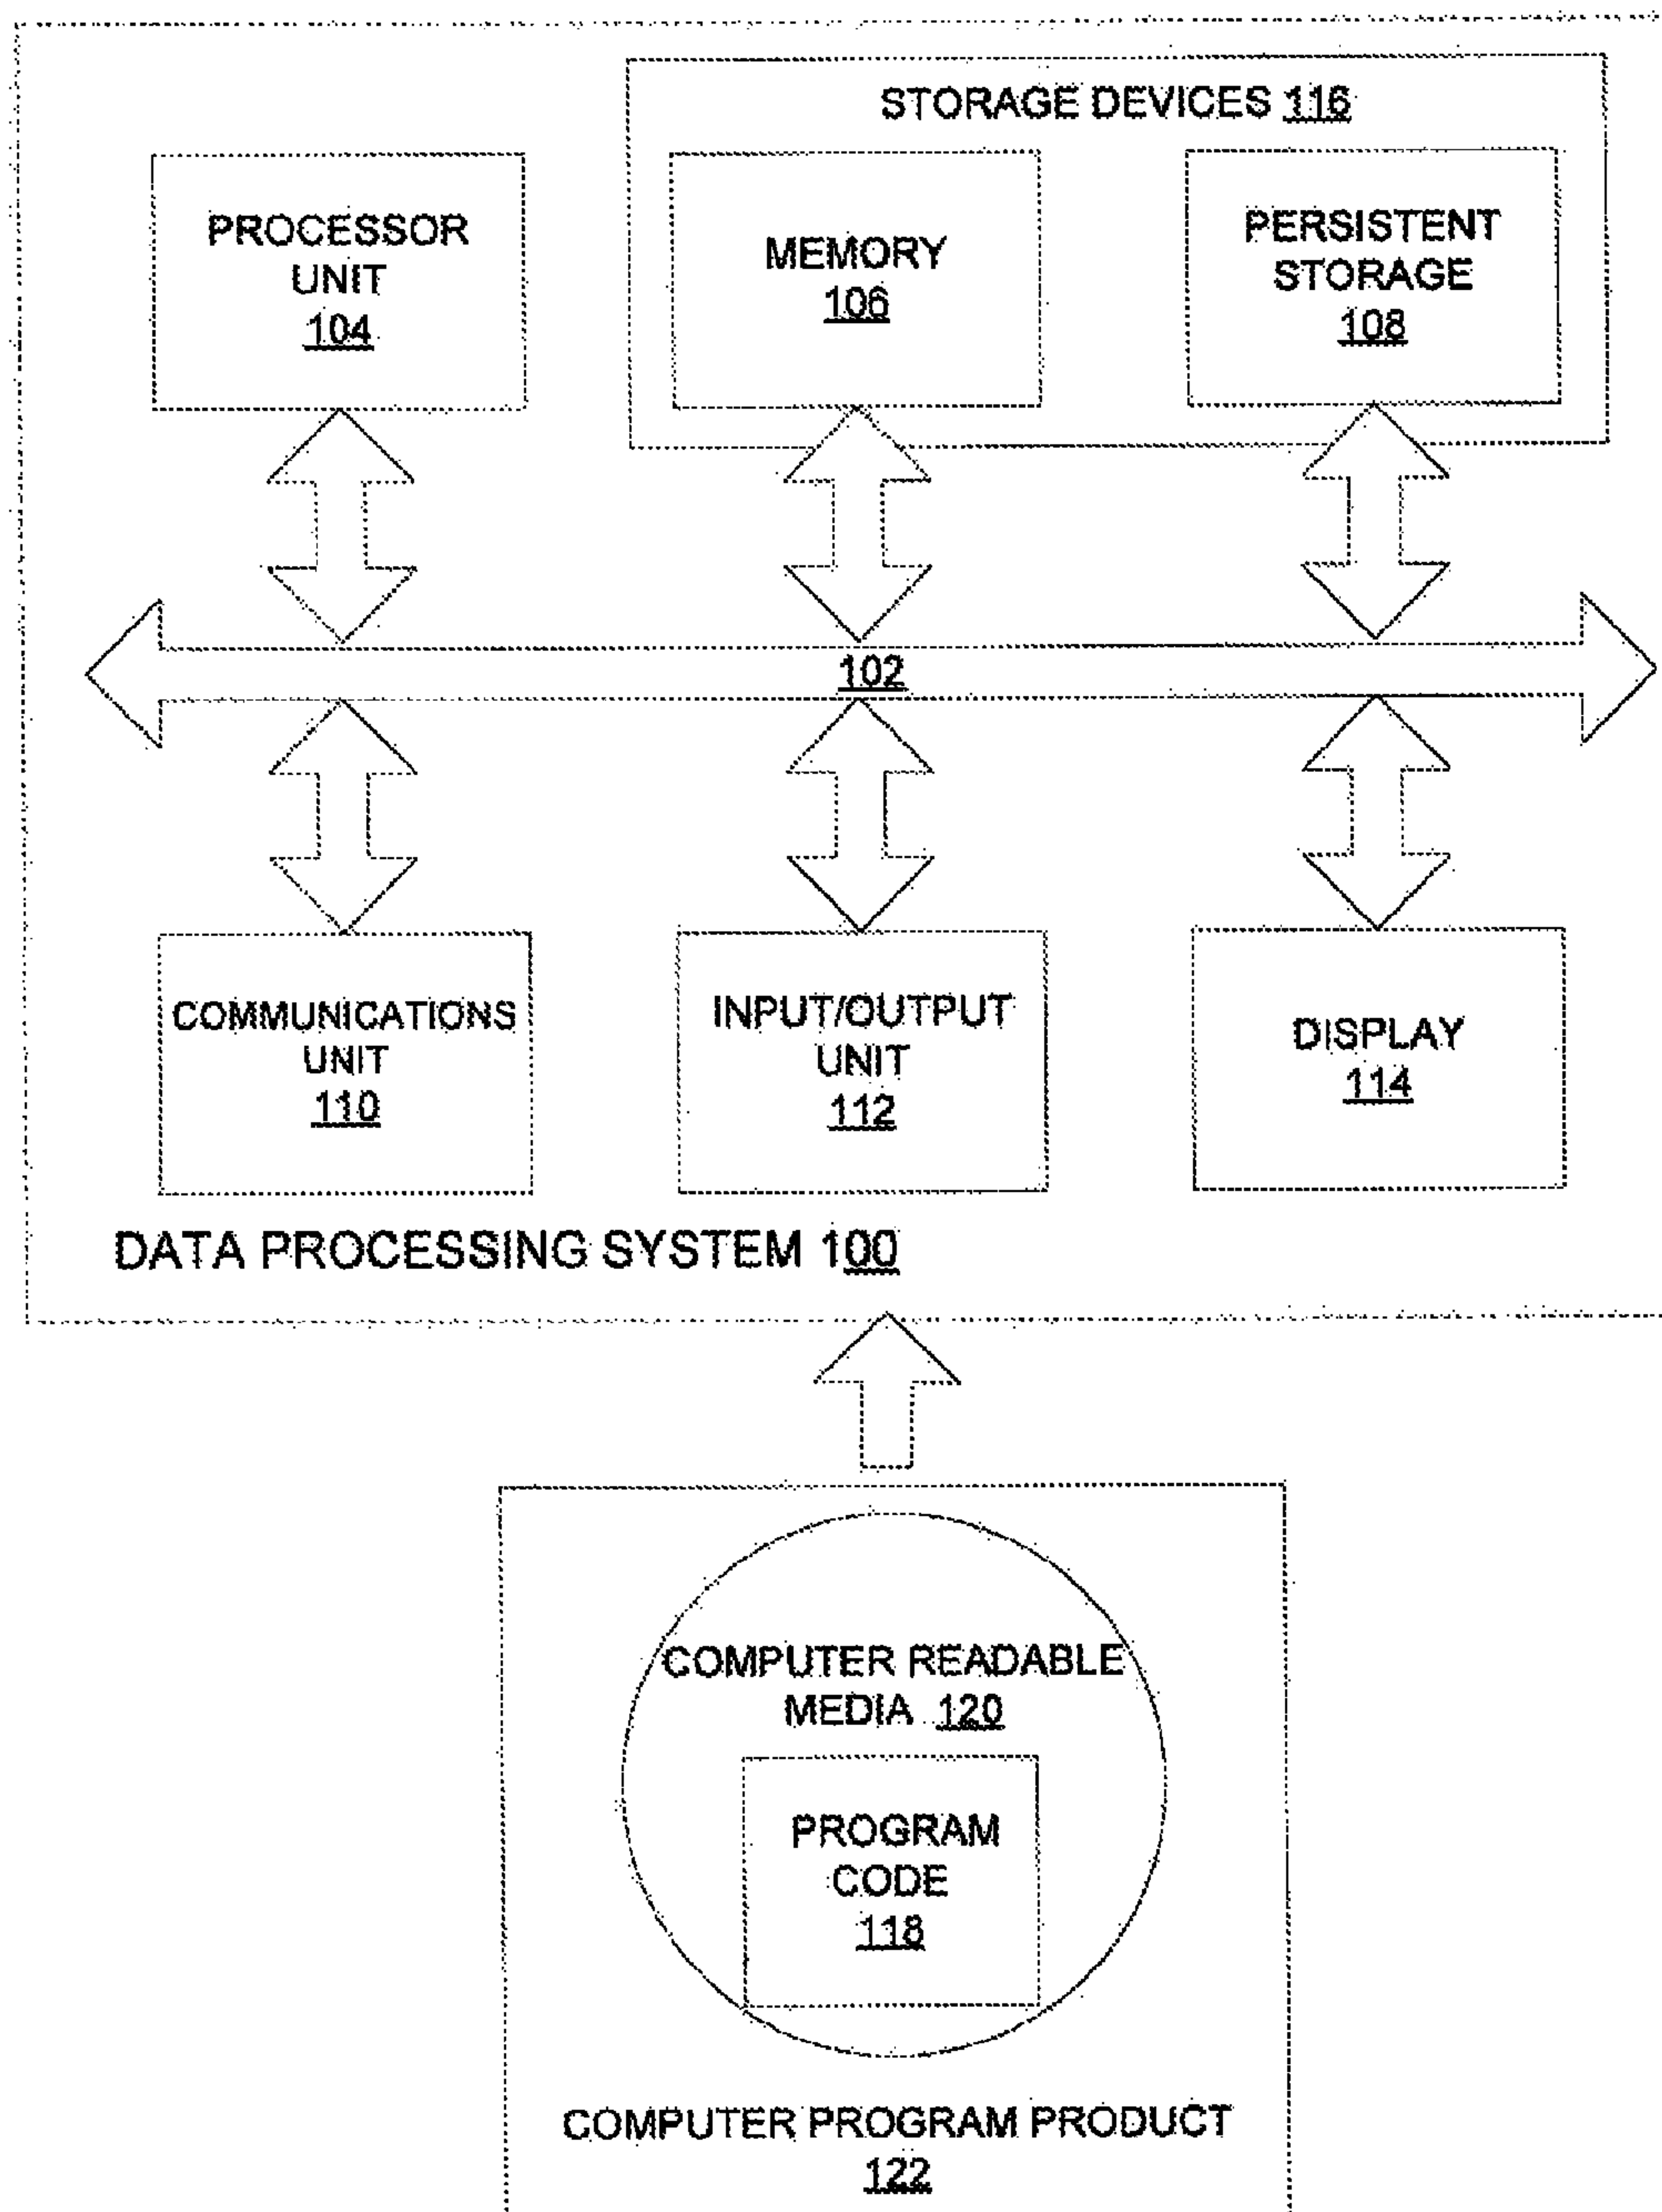 STORAGE DEVICES 116
PROCESSOR
UNIT
104
MEMORY
106
PERSISTENT
STORAGE
108
102
COMMUNICATIONS
UNIT
110
INPUT/OUTPUT
UNIT
112
DISPLAY
114
DATA PROCESSING SYSTEM 100
COMPUTER READABLE
MEDIA 120
PROGRAM
CODE
118
COMPUTER PROGRAM PRODUCT
122